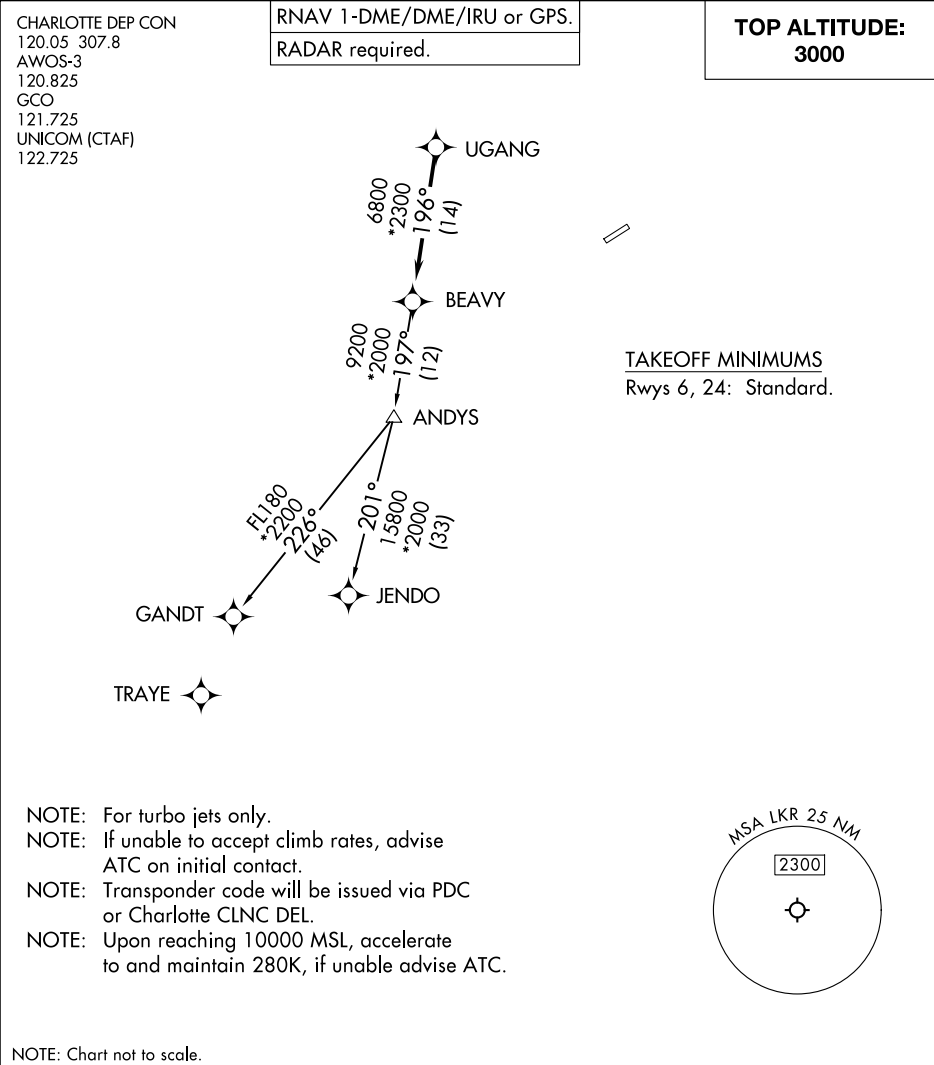 CHARLOTTE DEP CON
120.05 307.8
AWOS-3
120.825
GCO
121.725
UNICOM (CTAF)
122.725
RNAV 1-DME/DME/IRU or GPS.
RADAR required.
TOP ALTITUDE:
3000
UGANG
6800
*2300
196°
(14)
BEAVY
9200
*2000
197°
(12)
TAKEOFF MINIMUMS
Rwys 6, 24: Standard.
ANDYS
FL180
*2200
226°
(46)
201°
15800
*2000
(33)
GANDT
JENDO
TRAYE
NOTE: For turbo jets only.
NOTE: If unable to accept climb rates, advise
ATC on initial contact.
NOTE: Transponder code will be issued via PDC
or Charlotte CLNC DEL.
NOTE: Upon reaching 10000 MSL, accelerate
to and maintain 280K, if unable advise ATC.
MSA LKR 25 NM
2300
NOTE: Chart not to scale.